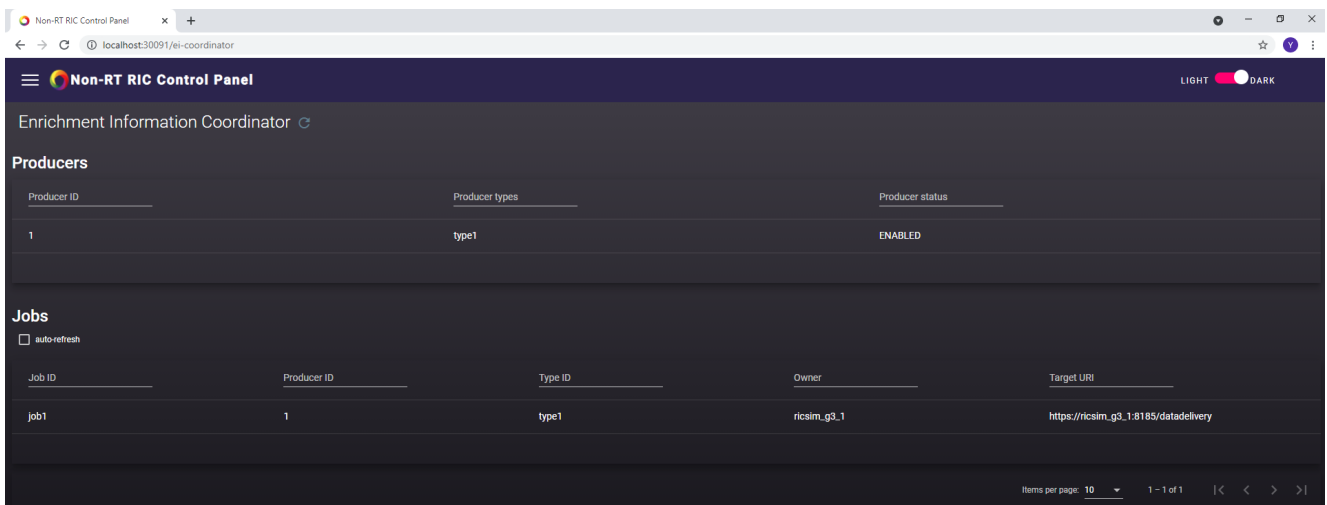 Non-RT RIC Control Panel
localhost:30091/ei-coordinator
Y
Non-RT RIC Control Panel LIGHT DARK
Enrichment Information Coordinator
Producers
Producer ID Producer types Producer status
1 type1 ENABLED
Jobs
auto-refresh
Job ID Producer ID Type ID Owner Target URI
job1 1 type1 ricsim_g3_1 https://ricsim_g3_1:8185/datadelivery
Items per page: 10 1 – 1 of 1